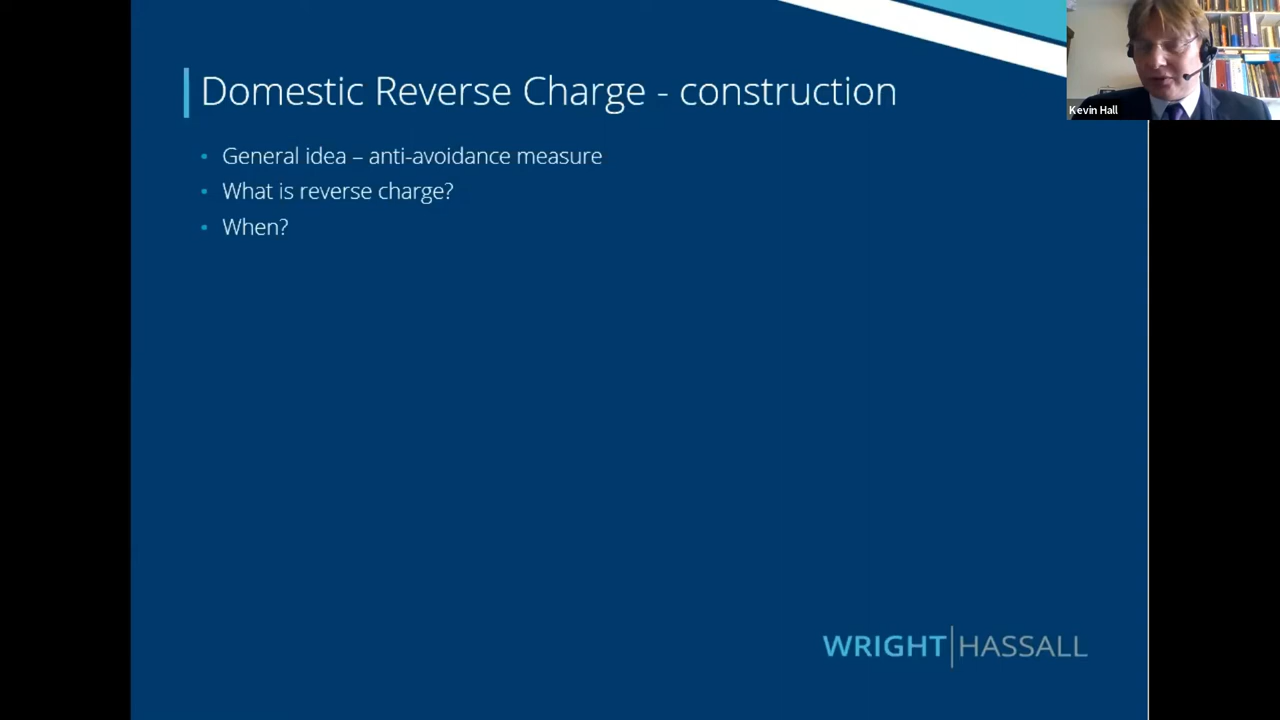 Domestic Reverse Charge - construction
Kevin Hall
• General idea – anti-avoidance measure
• What is reverse charge?
• When?
WRIGHT|HASSALL